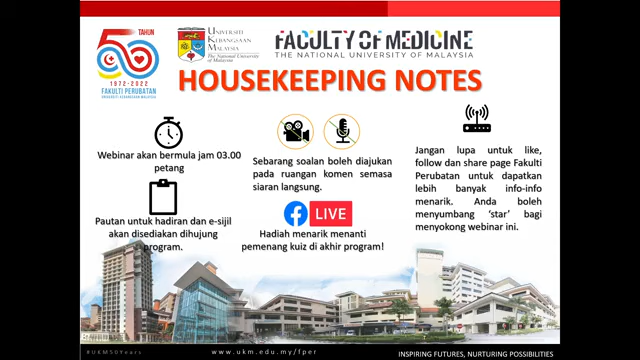 50 TAHUN
1972-2022
FAKULTI PERUBATAN
UNIVERSITI KEBANGSAAN MALAYSIA
UNIVERSITI
KEBANGSAAN
MALAYSIA
The National University
of Malaysia
FACULTY OF MEDICINE
THE NATIONAL UNIVERSITY OF MALAYSIA
HOUSEKEEPING NOTES
Webinar akan bermula jam 03.00
petang
Pautan untuk hadiran dan e-sijil
akan disediakan dihujung
program.
Sebarang soalan boleh diajukan
pada ruangan komen semasa
siaran langsung.
f LIVE
Hadiah menarik menanti
pemenang kuiz di akhir program!
Jangan lupa untuk like,
follow dan share page Fakulti
Perubatan untuk dapatkan
lebih banyak info-info
menarik. Anda boleh
menyumbang ‘star’ bagi
menyokong webinar ini.
#UKM50Years
www.ukm.edu.my/fper
INSPIRING FUTURES, NURTURING POSSIBILITIES